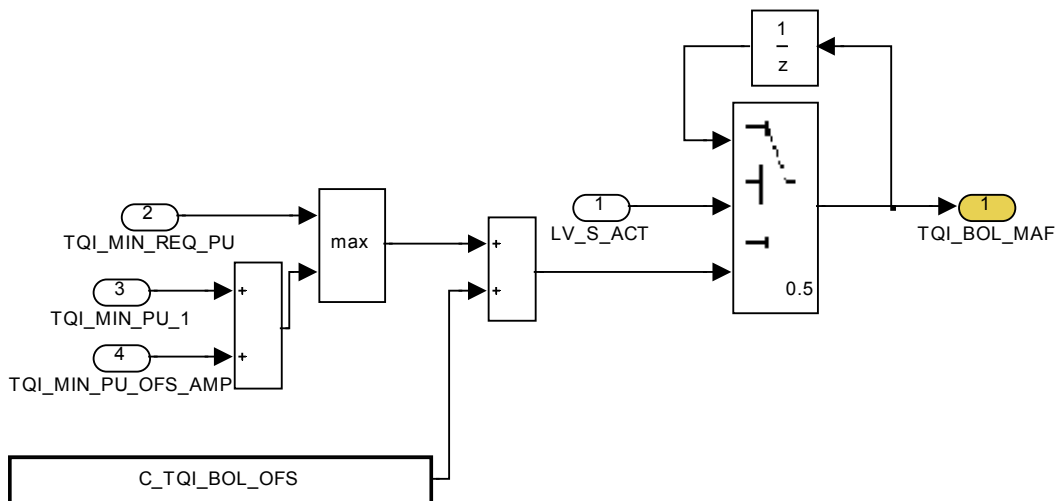 1
z
2
TQI_MIN_REQ_PU
max
1
LV_S_ACT
1
TQI_BOL_MAF
+
+
3
TQI_MIN_PU_1
+
0.5
4
TQI_MIN_PU_OFS_AMP
+
C_TQI_BOL_OFS